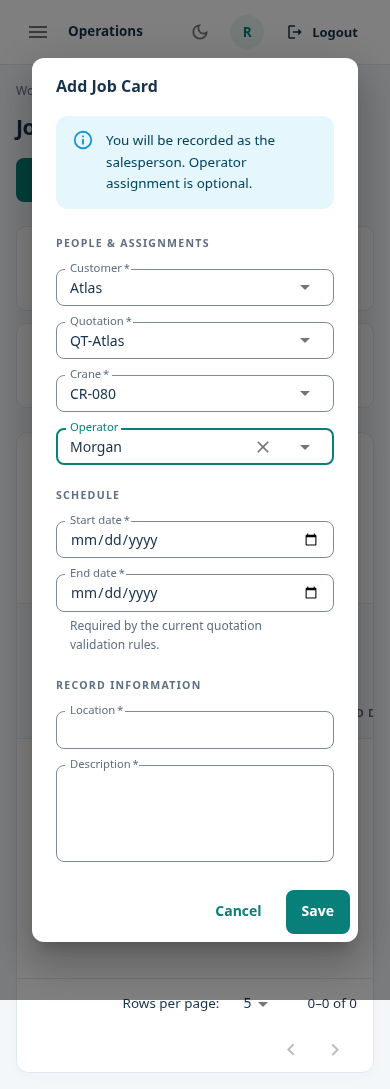 Operations
R
Logout
Wo
Add Job Card
Jo
You will be recorded as the
salesperson. Operator
assignment is optional.
PEOPLE & ASSIGNMENTS
Customer *
Atlas
Quotation *
QT-Atlas
Crane *
CR-080
Operator
Morgan
SCHEDULE
Start date *
mm/dd/yyyy
End date *
mm/dd/yyyy
Required by the current quotation
validation rules.
RECORD INFORMATION
Location *
Description *
Cancel
Save
Rows per page:
5
0–0 of 0